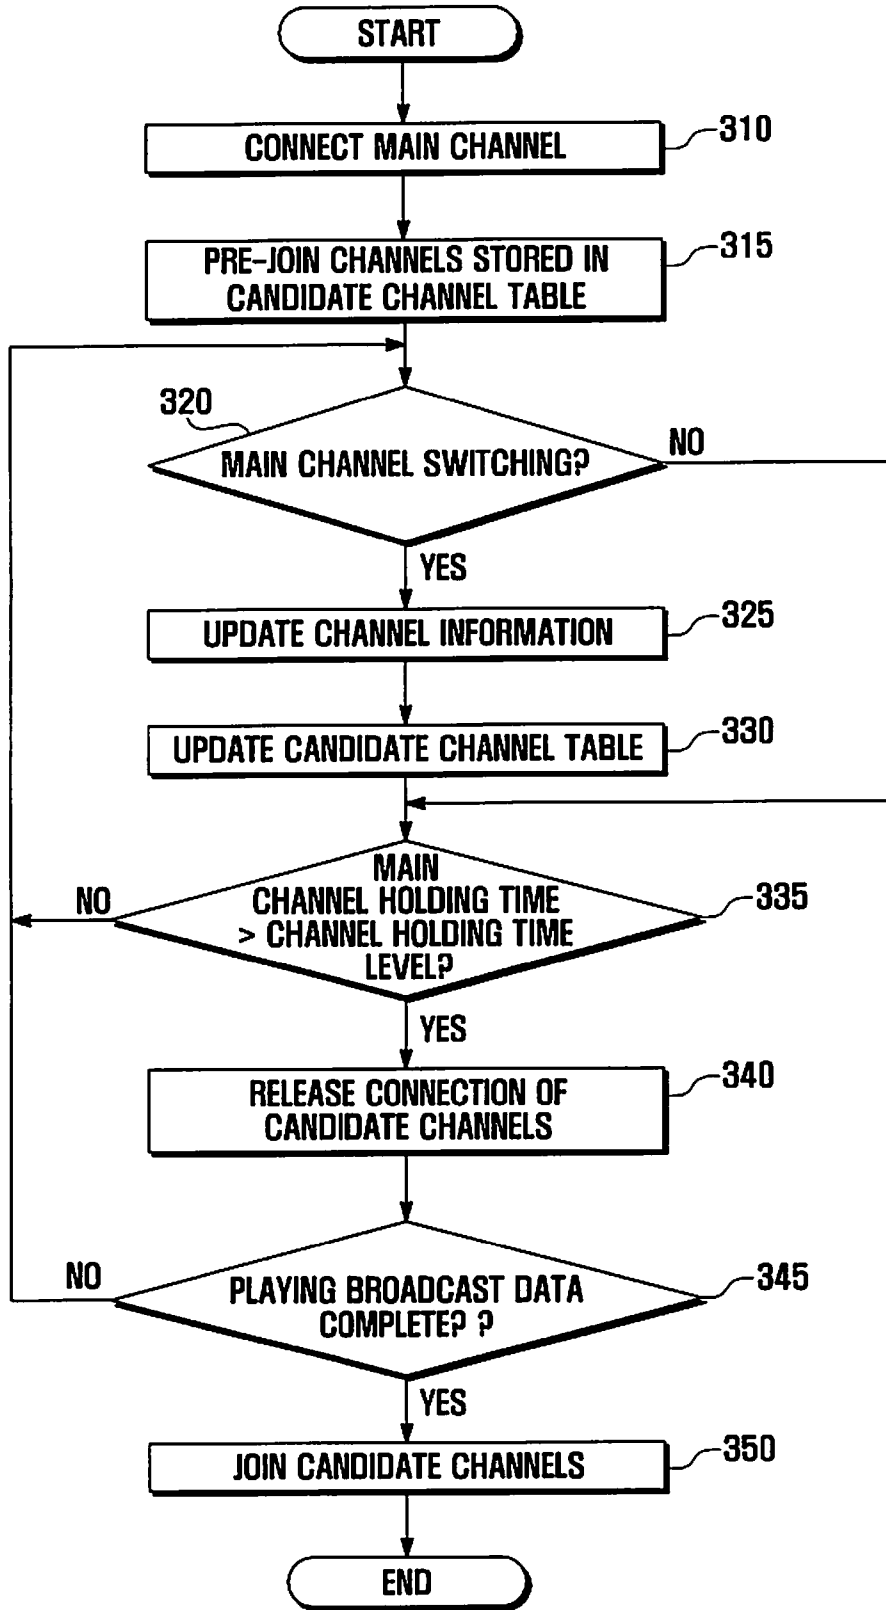 START
CONNECT MAIN CHANNEL
310
PRE-JOIN CHANNELS STORED IN
CANDIDATE CHANNEL TABLE
315
320
MAIN CHANNEL SWITCHING?
NO
YES
UPDATE CHANNEL INFORMATION
325
UPDATE CANDIDATE CHANNEL TABLE
330
MAIN
CHANNEL HOLDING TIME
> CHANNEL HOLDING TIME
LEVEL?
NO
335
YES
RELEASE CONNECTION OF
CANDIDATE CHANNELS
340
NO
PLAYING BROADCAST DATA
COMPLETE? ?
345
YES
JOIN CANDIDATE CHANNELS
350
END